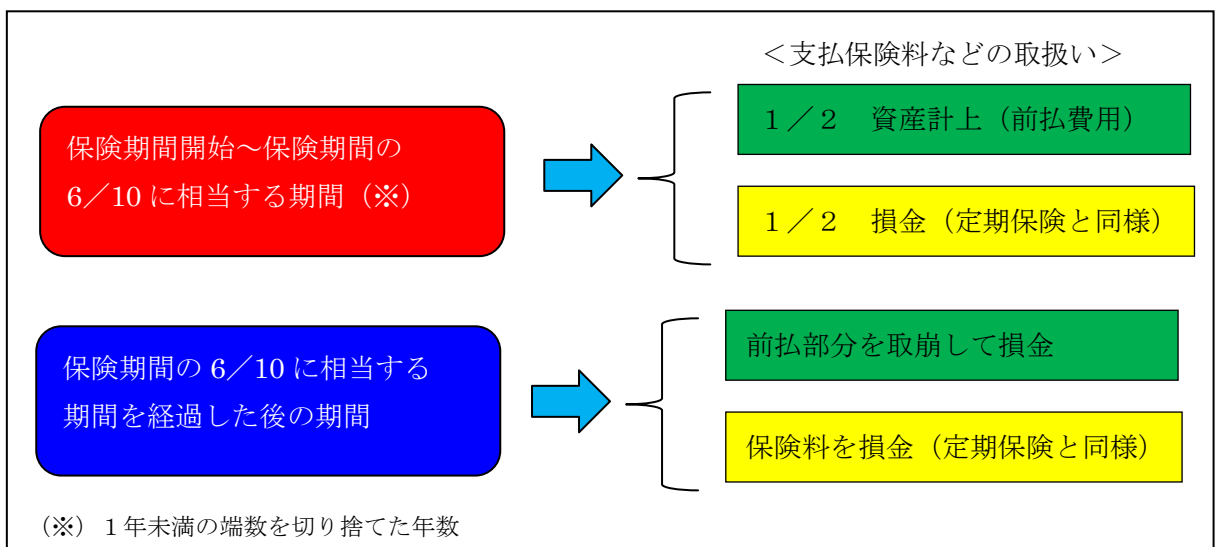 ＜支払保険料などの取扱い＞
保険期間開始～保険期間の
6／10に相当する期間（※）
１／２　資産計上（前払費用）
１／２　損金（定期保険と同様）
保険期間の 6／10に相当する
期間を経過した後の期間
前払部分を取崩して損金
保険料を損金（定期保険と同様）
（※）１年未満の端数を切り捨てた年数